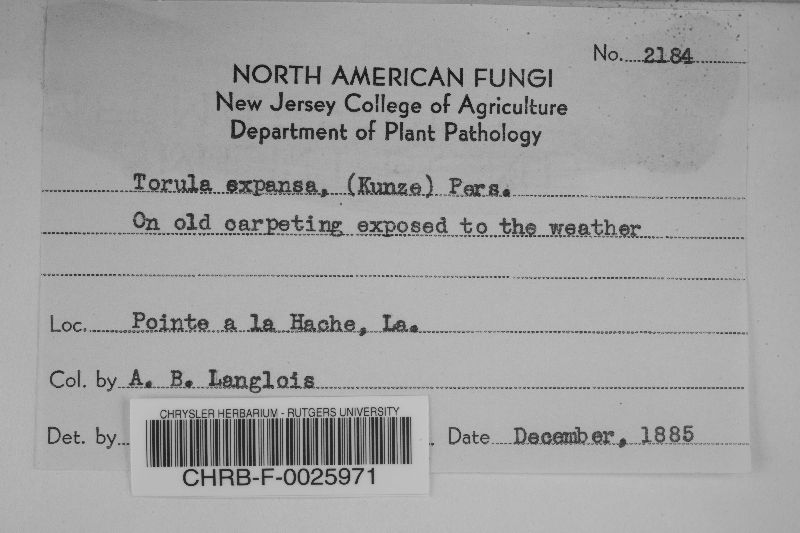 No. 2184
NORTH AMERICAN FUNGI
New Jersey College of Agriculture
Department of Plant Pathology
Torula expansa, (Kunze) Pers.
On old carpeting exposed to the weather
Loc. Pointe a la Hache, La.
Col. by A. B. Langlois
Det. by
Date December, 1885
CHRYSLER HERBARIUM - RUTGERS UNIVERSITY
CHRB-F-0025971